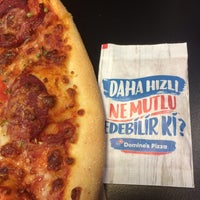 DAHA HIZLI
NE MUTLU
EDEBİLİR Kİ?
Domino's Pizza